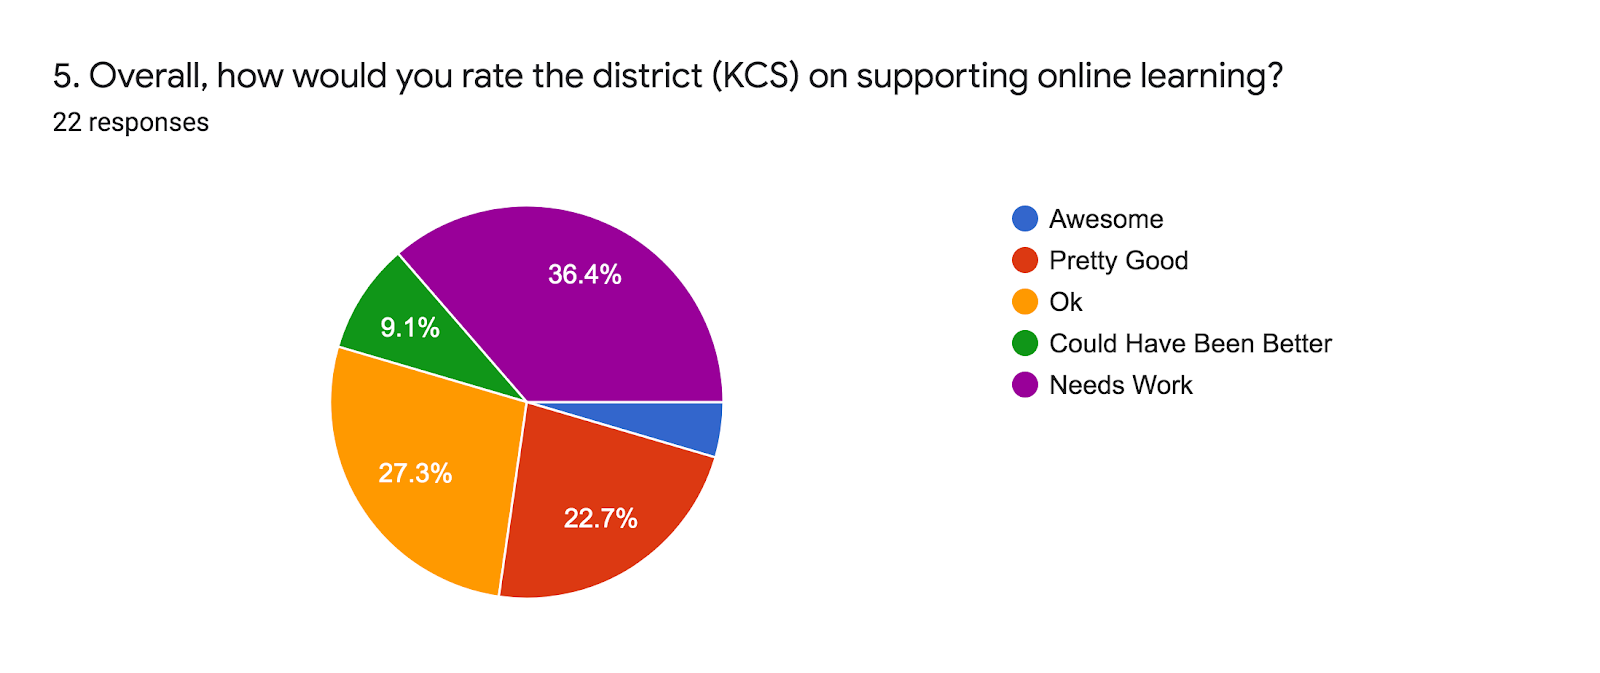 5. Overall, how would you rate the district (KCS) on supporting online learning?
22 responses
36.4%
9.1%
27.3%
22.7%
Awesome
Pretty Good
Ok
Could Have Been Better
Needs Work